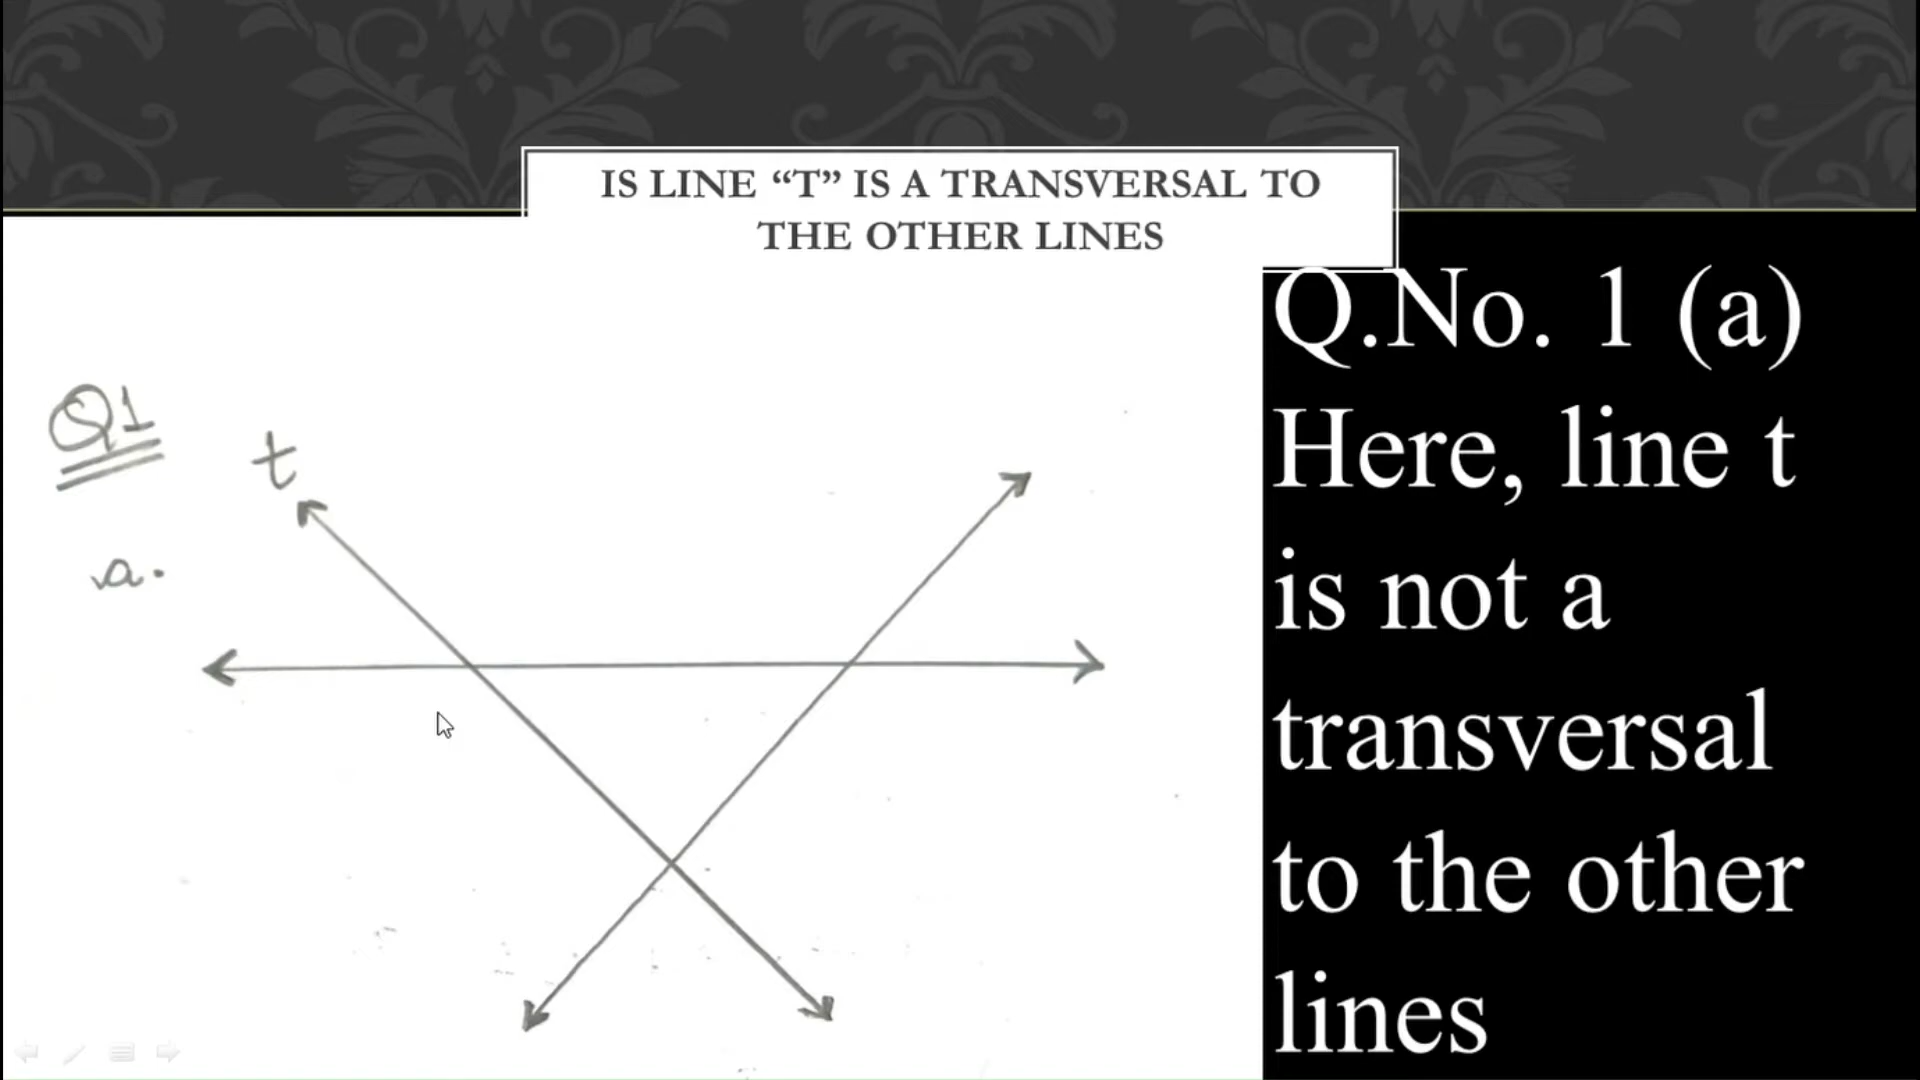 IS LINE “T” IS A TRANSVERSAL TO
THE OTHER LINES
Q1
t
a.
Q.No. 1 (a)
Here, line t
is not a
transversal
to the other
lines